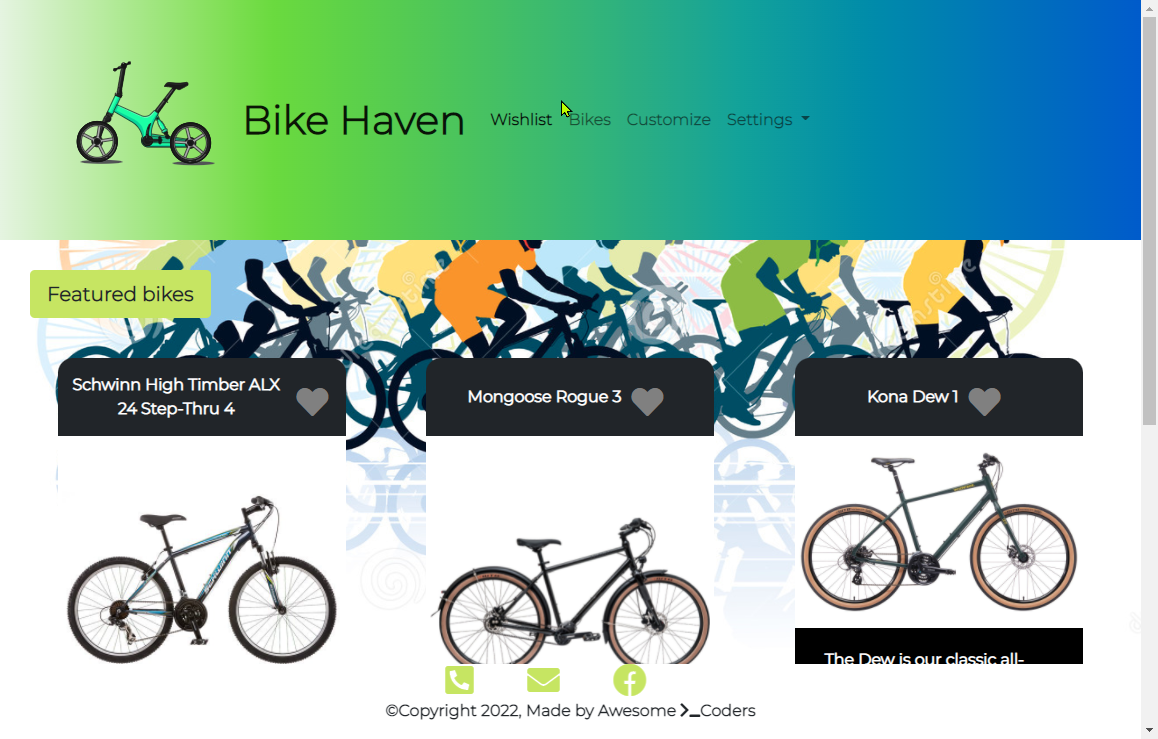 Bike Haven
Wishlist Bikes Customize Settings
Featured bikes
Schwinn High Timber ALX
24 Step-Thru 4
Mongoose Rogue 3
Kona Dew 1
The Dew is our classic all-
©Copyright 2022, Made by Awesome >_Coders